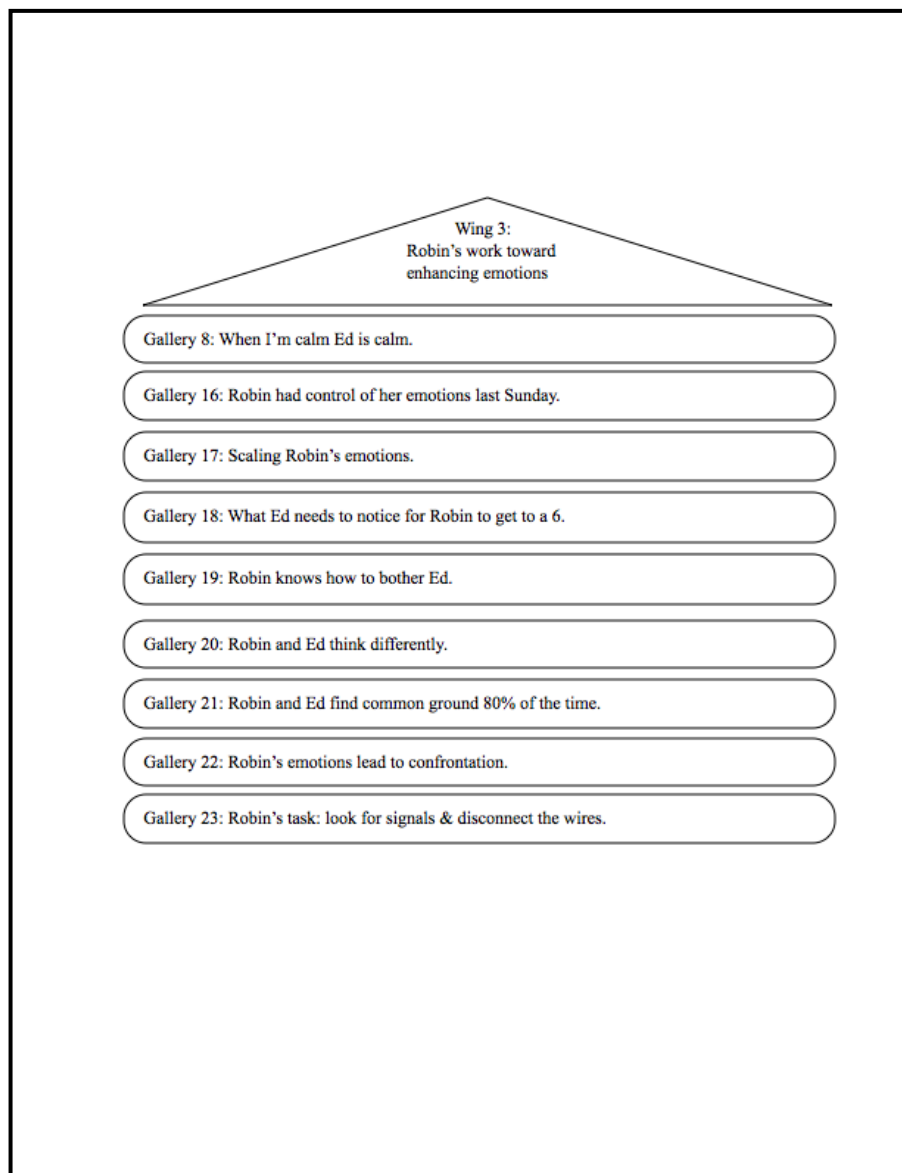 Wing 3:
Robin’s work toward
enhancing emotions
Gallery 8: When I’m calm Ed is calm.
Gallery 16: Robin had control of her emotions last Sunday.
Gallery 17: Scaling Robin’s emotions.
Gallery 18: What Ed needs to notice for Robin to get to a 6.
Gallery 19: Robin knows how to bother Ed.
Gallery 20: Robin and Ed think differently.
Gallery 21: Robin and Ed find common ground 80% of the time.
Gallery 22: Robin’s emotions lead to confrontation.
Gallery 23: Robin’s task: look for signals & disconnect the wires.